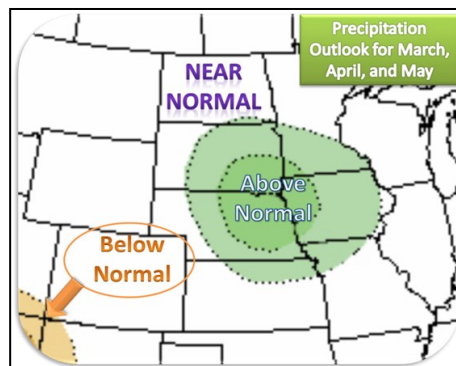 Precipitation
Outlook for March,
April, and May
NEAR
NORMAL
Above
Normal
Below
Normal